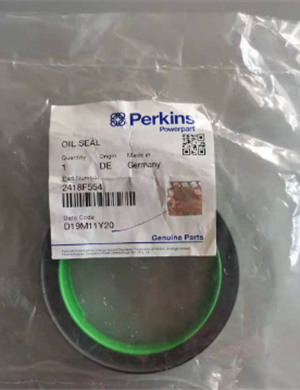 Perkins
Powerpart
OIL SEAL
Quantity Origin Made in
1 DE Germany
Part Number
2418F554
Date Code
D19M11Y20
Genuine Parts